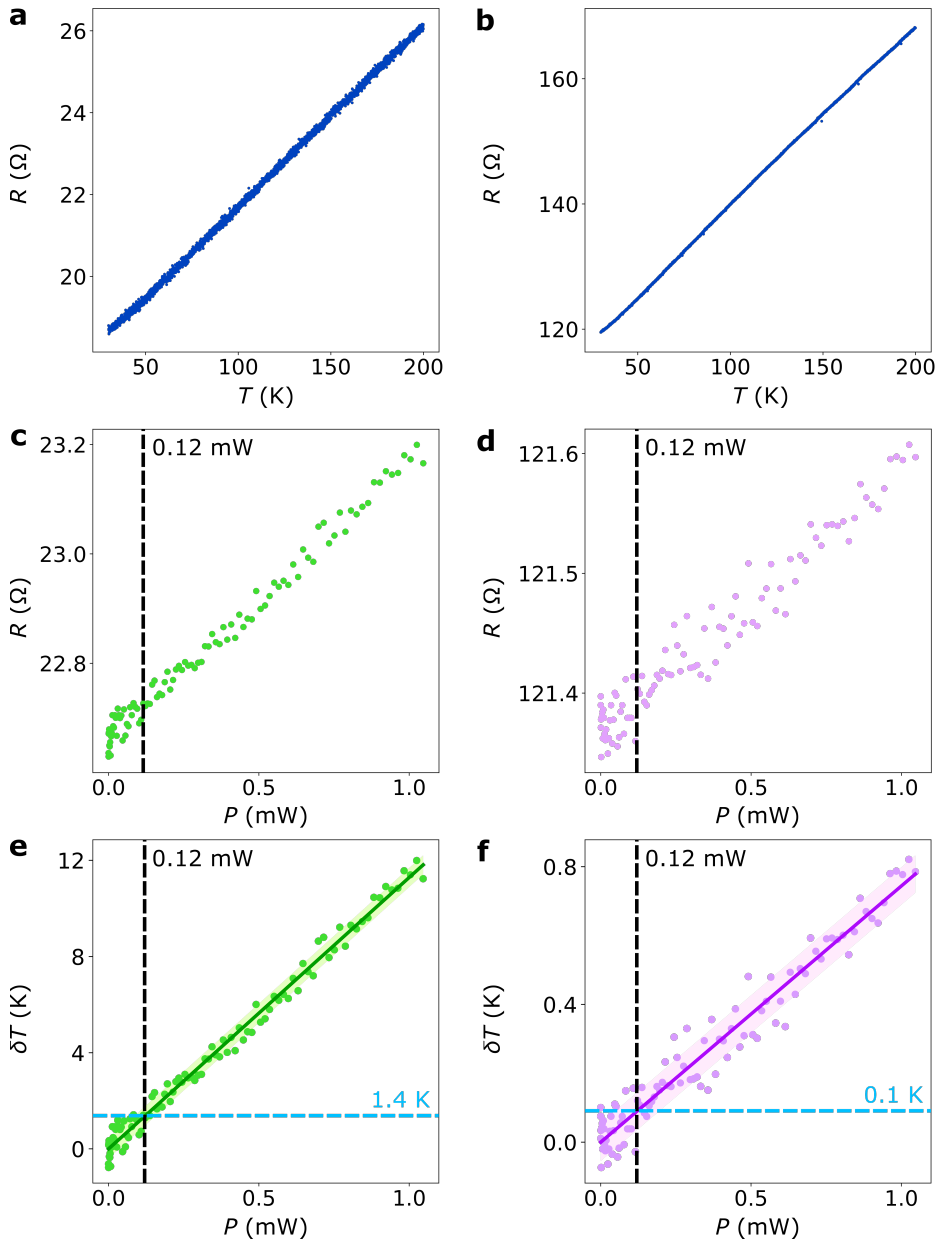 a
26
24
22
20
R (Ω)
50
100
150
200
T (K)
b
160
140
120
R (Ω)
50
100
150
200
T (K)
c
23.2
23.0
22.8
R (Ω)
0.12 mW
0.0
0.5
1.0
P (mW)
d
121.6
121.5
121.4
R (Ω)
0.12 mW
0.0
0.5
1.0
P (mW)
e
12
8
4
0
δT (K)
0.12 mW
1.4 K
0.0
0.5
1.0
P (mW)
f
0.8
0.4
0.0
δT (K)
0.12 mW
0.1 K
0.0
0.5
1.0
P (mW)